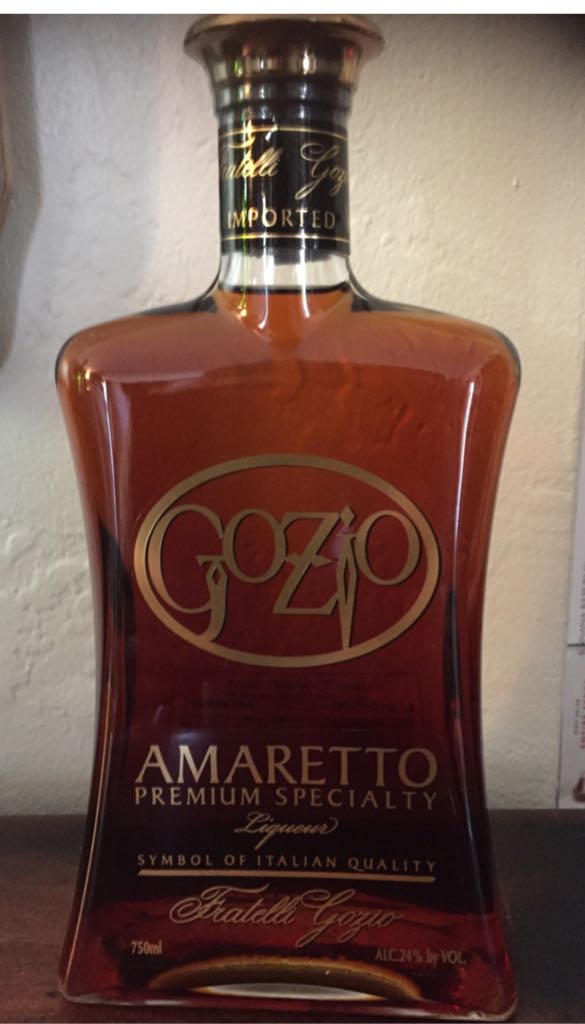 Fratelli Gozio
IMPORTED
GOZIO
AMARETTO
PREMIUM SPECIALTY
Liqueur
SYMBOL OF ITALIAN QUALITY
Fratelli Gozio
750ml ALC.24% by VOL.